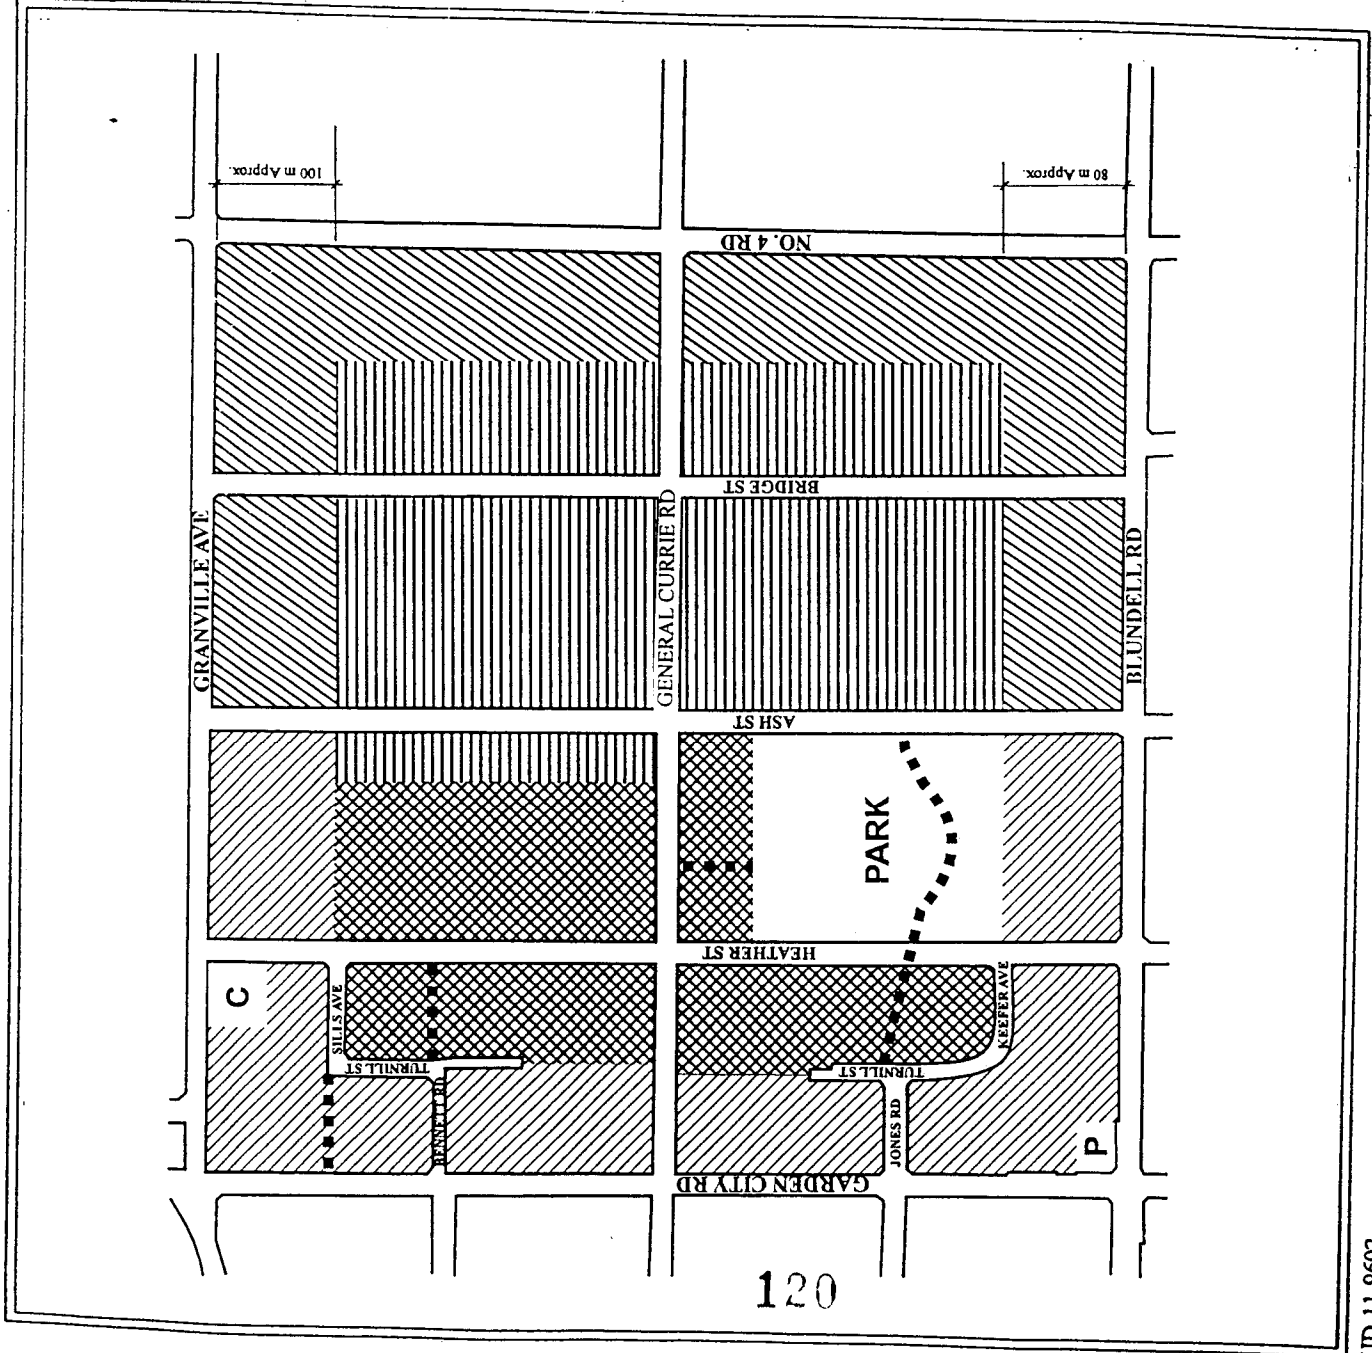 100 m Approx.
80 m Approx.
NO. 4 RD
BRIDGE ST
GRANVILLE AVE
GENERAL CURRIE RD
BLUNDELL RD
ASH ST
PARK
HEATHER ST
C
SILLS AVE
KEEFER AVE
TURNILL ST
TURNILL ST
BENNETT RD
JONES RD
P
GARDEN CITY RD
120